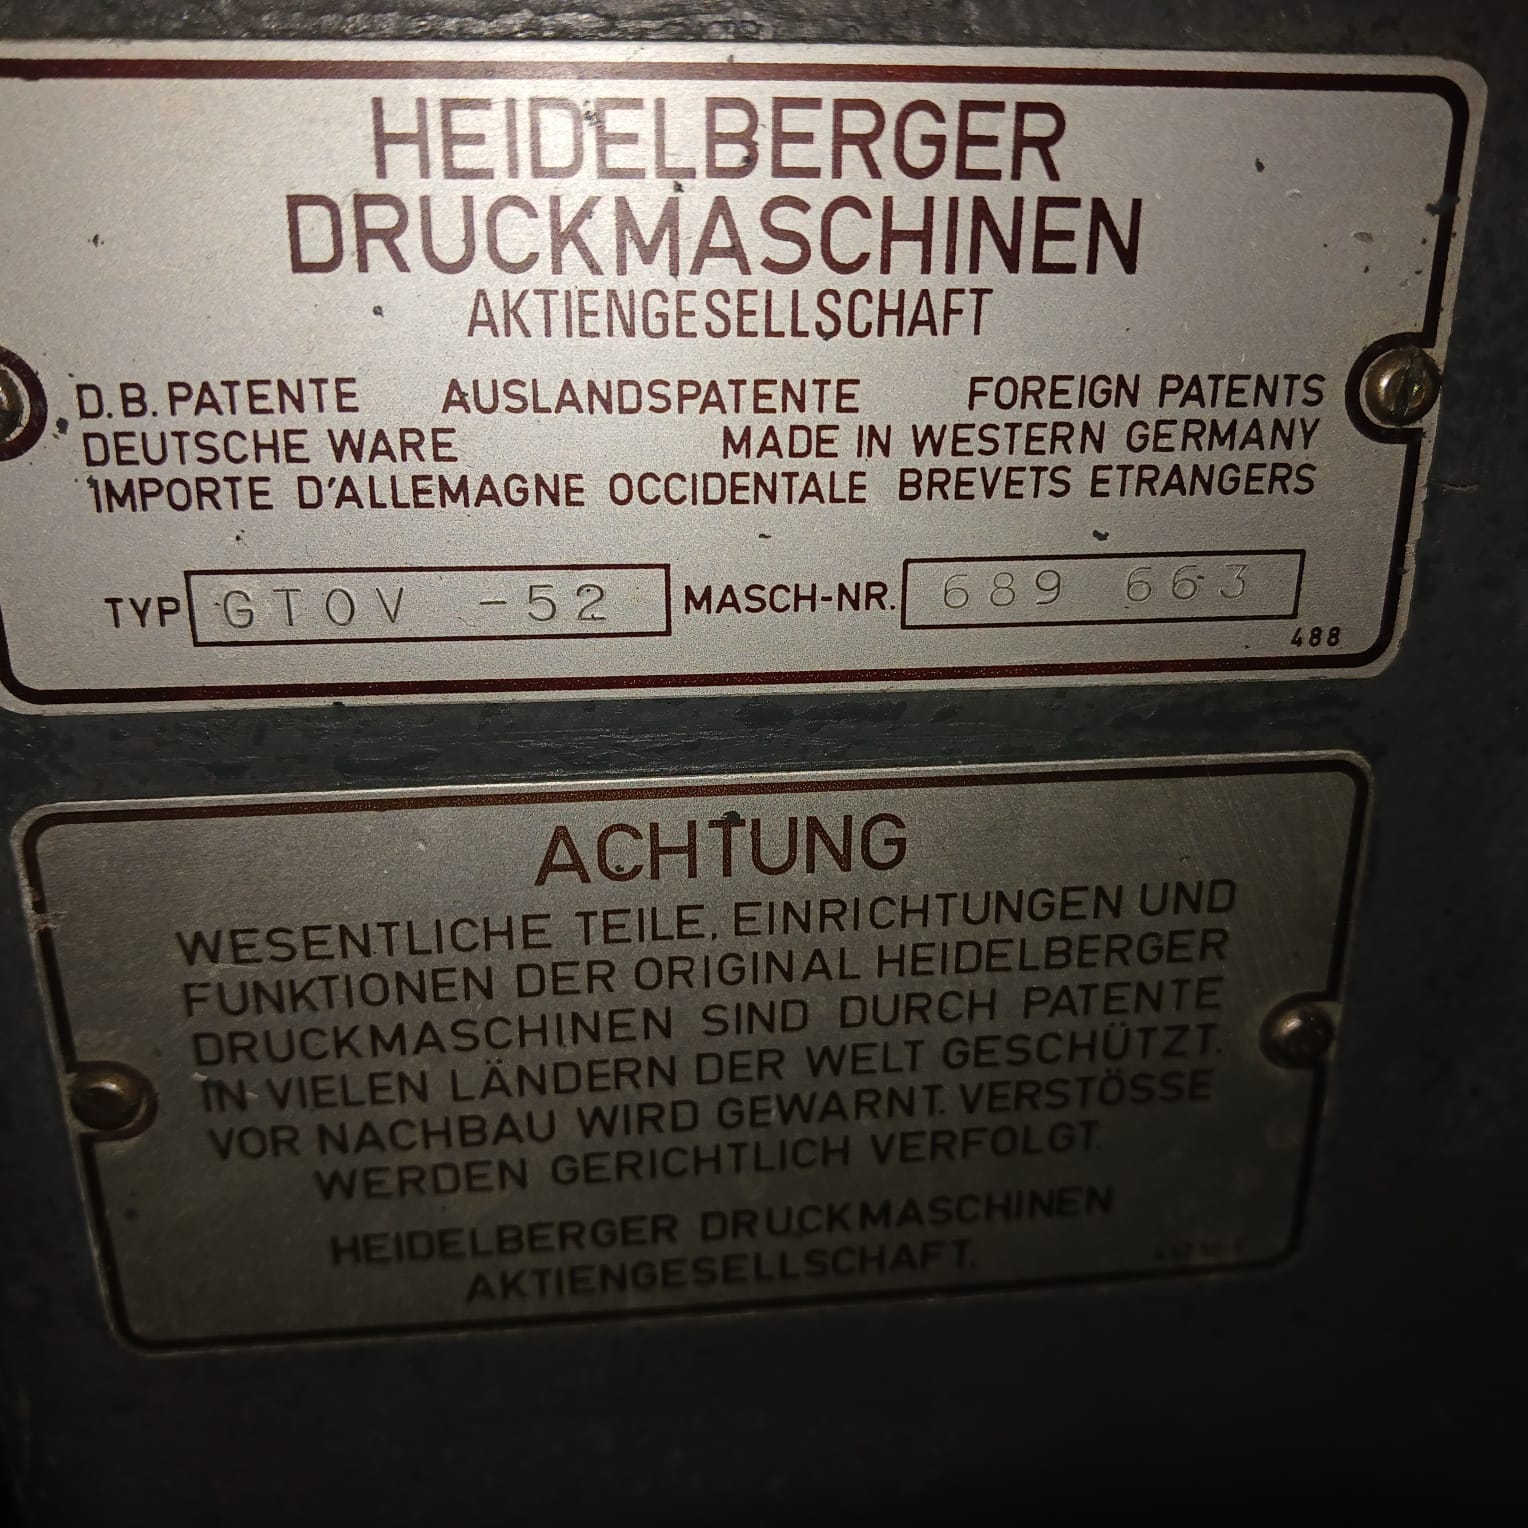 HEIDELBERGER
DRUCKMASCHINEN
AKTIENGESELLSCHAFT
D.B. PATENTE AUSLANDSPATENTE FOREIGN PATENTS
DEUTSCHE WARE MADE IN WESTERN GERMANY
IMPORTE D'ALLEMAGNE OCCIDENTALE BREVETS ETRANGERS
TYP GTOV -52 MASCH-NR. 689 663
488
ACHTUNG
WESENTLICHE TEILE, EINRICHTUNGEN UND
FUNKTIONEN DER ORIGINAL HEIDELBERGER
DRUCKMASCHINEN SIND DURCH PATENTE
IN VIELEN LÄNDERN DER WELT GESCHÜTZT.
VOR NACHBAU WIRD GEWARNT. VERSTÖSSE
WERDEN GERICHTLICH VERFOLGT.
HEIDELBERGER DRUCKMASCHINEN
AKTIENGESELLSCHAFT.